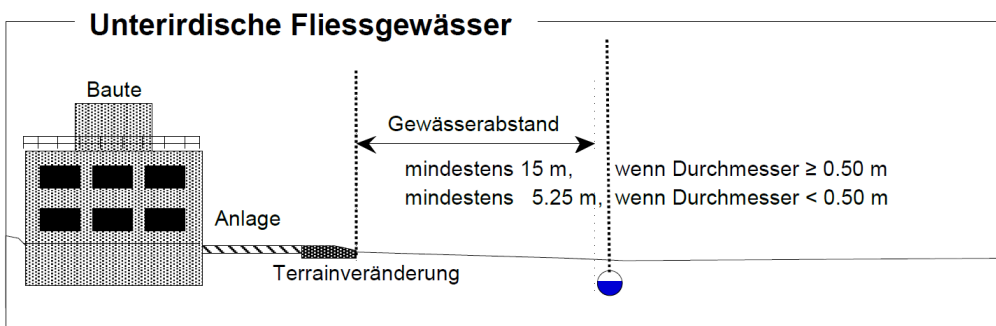 Unterirdische Fliessgewässer
Baute
Gewässerabstand
mindestens 15 m, wenn Durchmesser ≥ 0.50 m
mindestens 5.25 m, wenn Durchmesser < 0.50 m
Anlage
Terrainveränderung